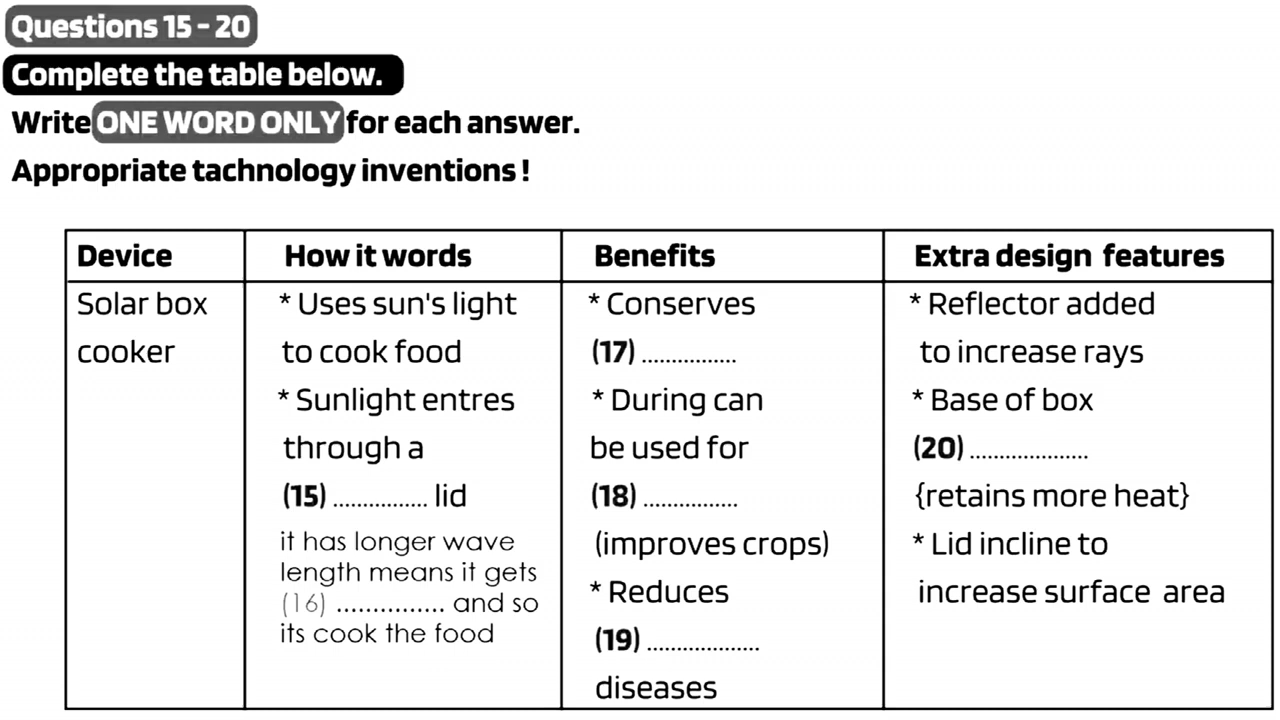 Questions 15 - 20
Complete the table below.
Write ONE WORD ONLY for each answer.
Appropriate tachnology inventions !
Device
How it words
Benefits
Extra design features
Solar box
cooker
* Uses sun's light
to cook food
* Sunlight entres
through a
(15) .............. lid
it has longer wave
length means it gets
(16) ............... and so
its cook the food
* Conserves
(17) ..............
* During can
be used for
(18) ..............
(improves crops)
* Reduces
(19) .................
diseases
* Reflector added
to increase rays
* Base of box
(20) ..................
{retains more heat}
* Lid incline to
increase surface area